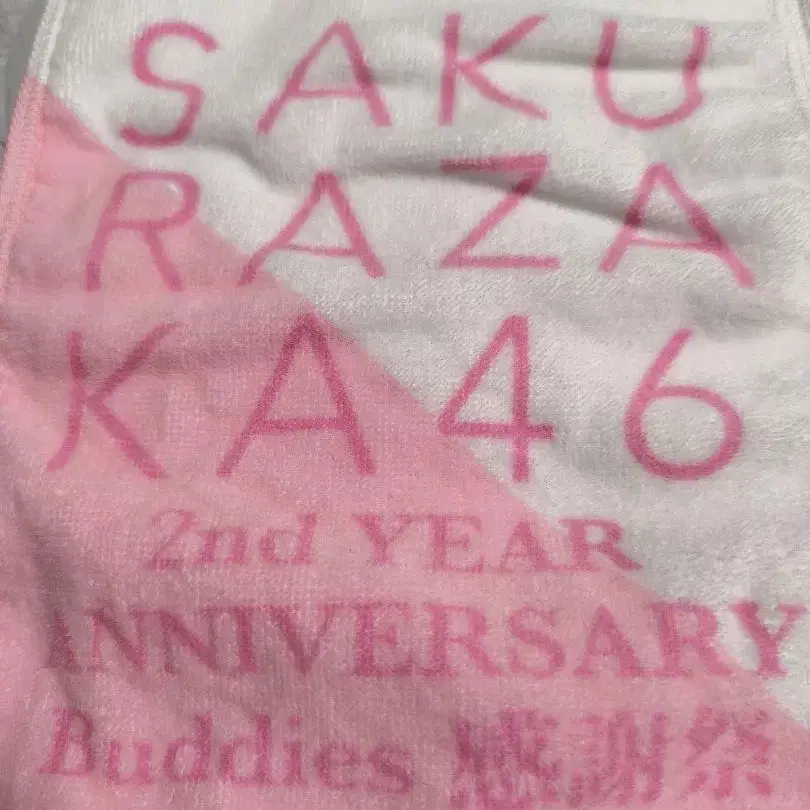 SAKU
RAZA
KA46
2nd YEAR
ANNIVERSARY
Buddies 感謝祭